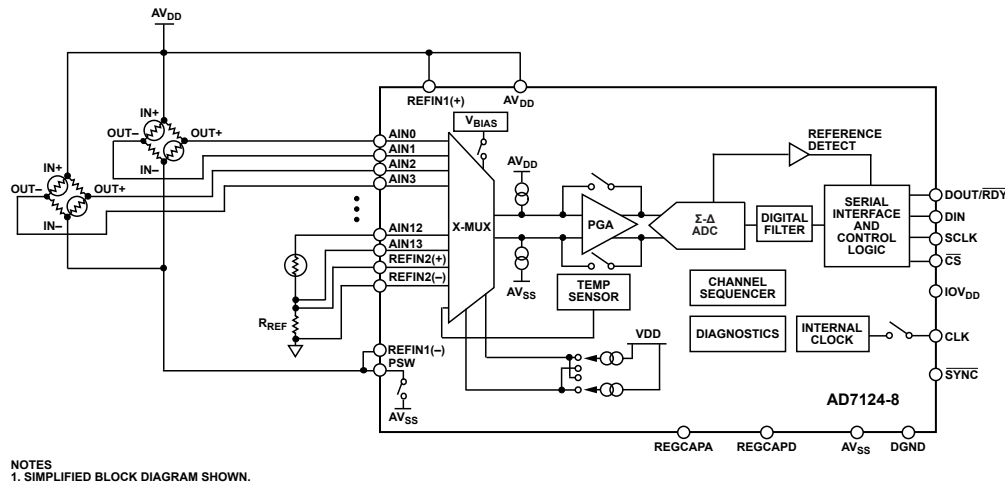 AVDD
REFIN1(+)
AVDD
IN+
OUT–
OUT+
IN–
IN+
OUT–
OUT+
IN–
AIN0
AIN1
AIN2
AIN3
AIN12
AIN13
REFIN2(+)
REFIN2(–)
RREF
REFIN1(–)
PSW
AVSS
VBIAS
X-MUX
AVDD
AVSS
PGA
TEMP
SENSOR
VDD
Σ-Δ
ADC
DIGITAL
FILTER
REFERENCE
DETECT
SERIAL
INTERFACE
AND
CONTROL
LOGIC
CHANNEL
SEQUENCER
DIAGNOSTICS
INTERNAL
CLOCK
DOUT/RDY
DIN
SCLK
CS
IOVDD
CLK
SYNC
AD7124-8
REGCAPA
REGCAPD
AVSS
DGND
NOTES
1. SIMPLIFIED BLOCK DIAGRAM SHOWN.